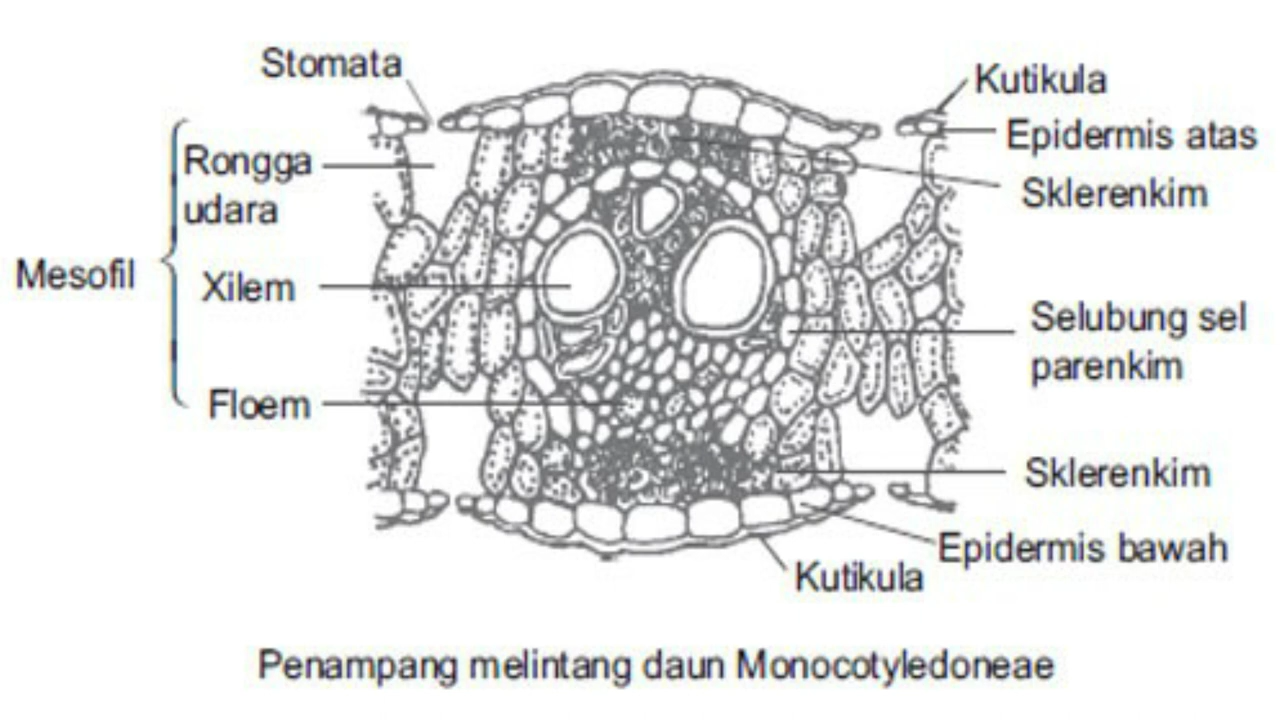 Stomata
Kutikula
Epidermis atas
Rongga
udara
Sklerenkim
Mesofil
Xilem
Selubung sel
parenkim
Floem
Sklerenkim
Epidermis bawah
Kutikula
Penampang melintang daun Monocotyledoneae